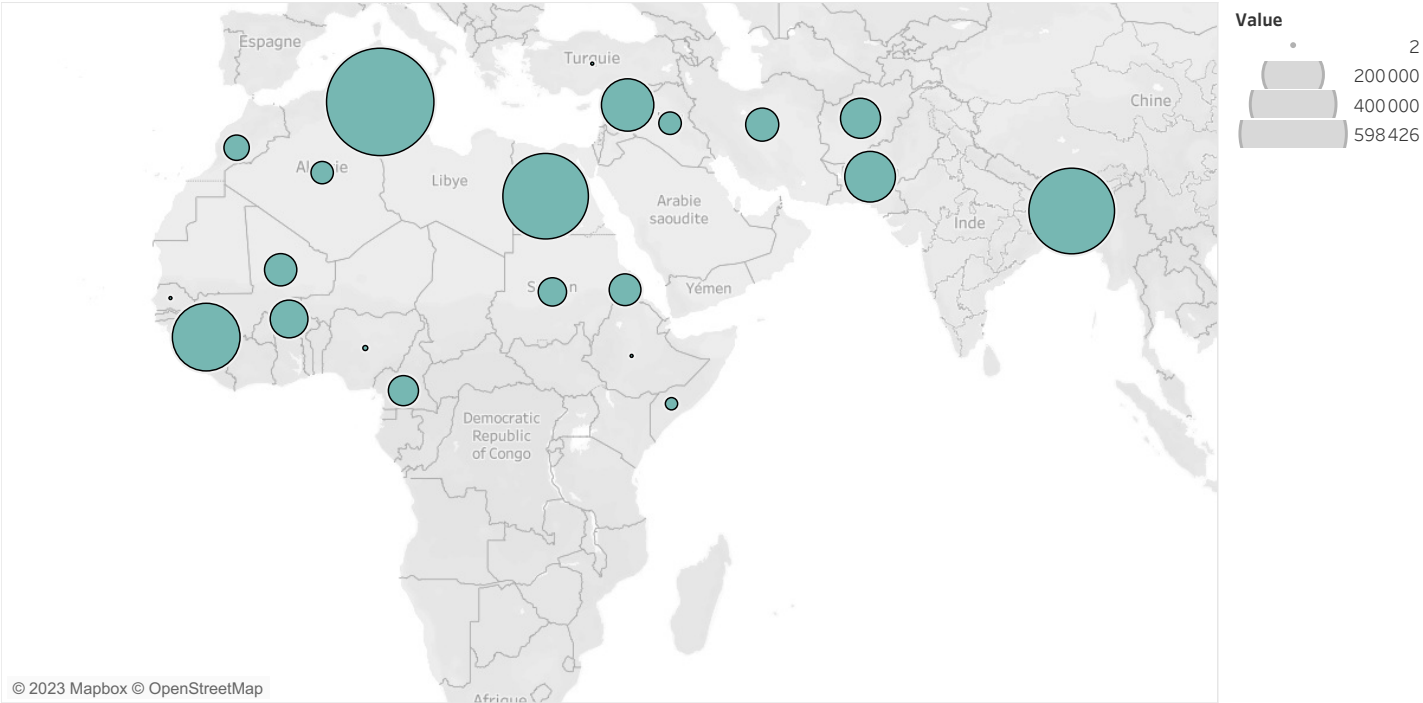 Espagne
Turquie
Chine
Libye
Arabie
saoudite
Inde
Yémen
Democratic
Republic
of Congo
Afrique
© 2023 Mapbox © OpenStreetMap
Value
2
200 000
400 000
598 426